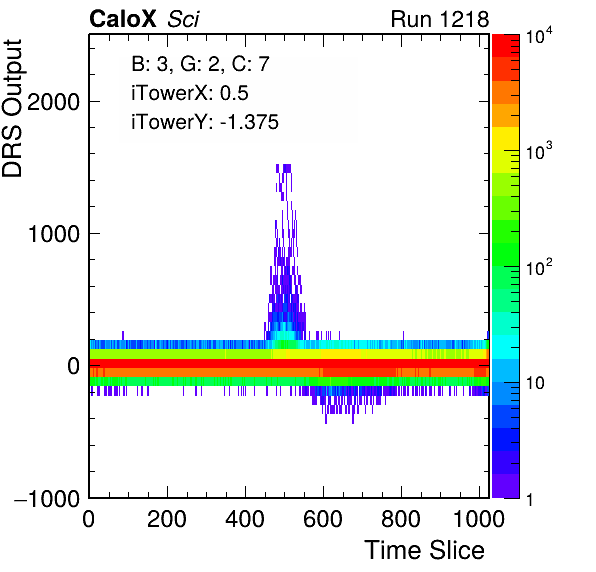 CaloX Sci
Run 1218
DRS Output
B: 3, G: 2, C: 7
iTowerX: 0.5
iTowerY: -1.375
2000
1000
0
−1000
0 200 400 600 800 1000
Time Slice
10^4
10^3
10^2
10
1